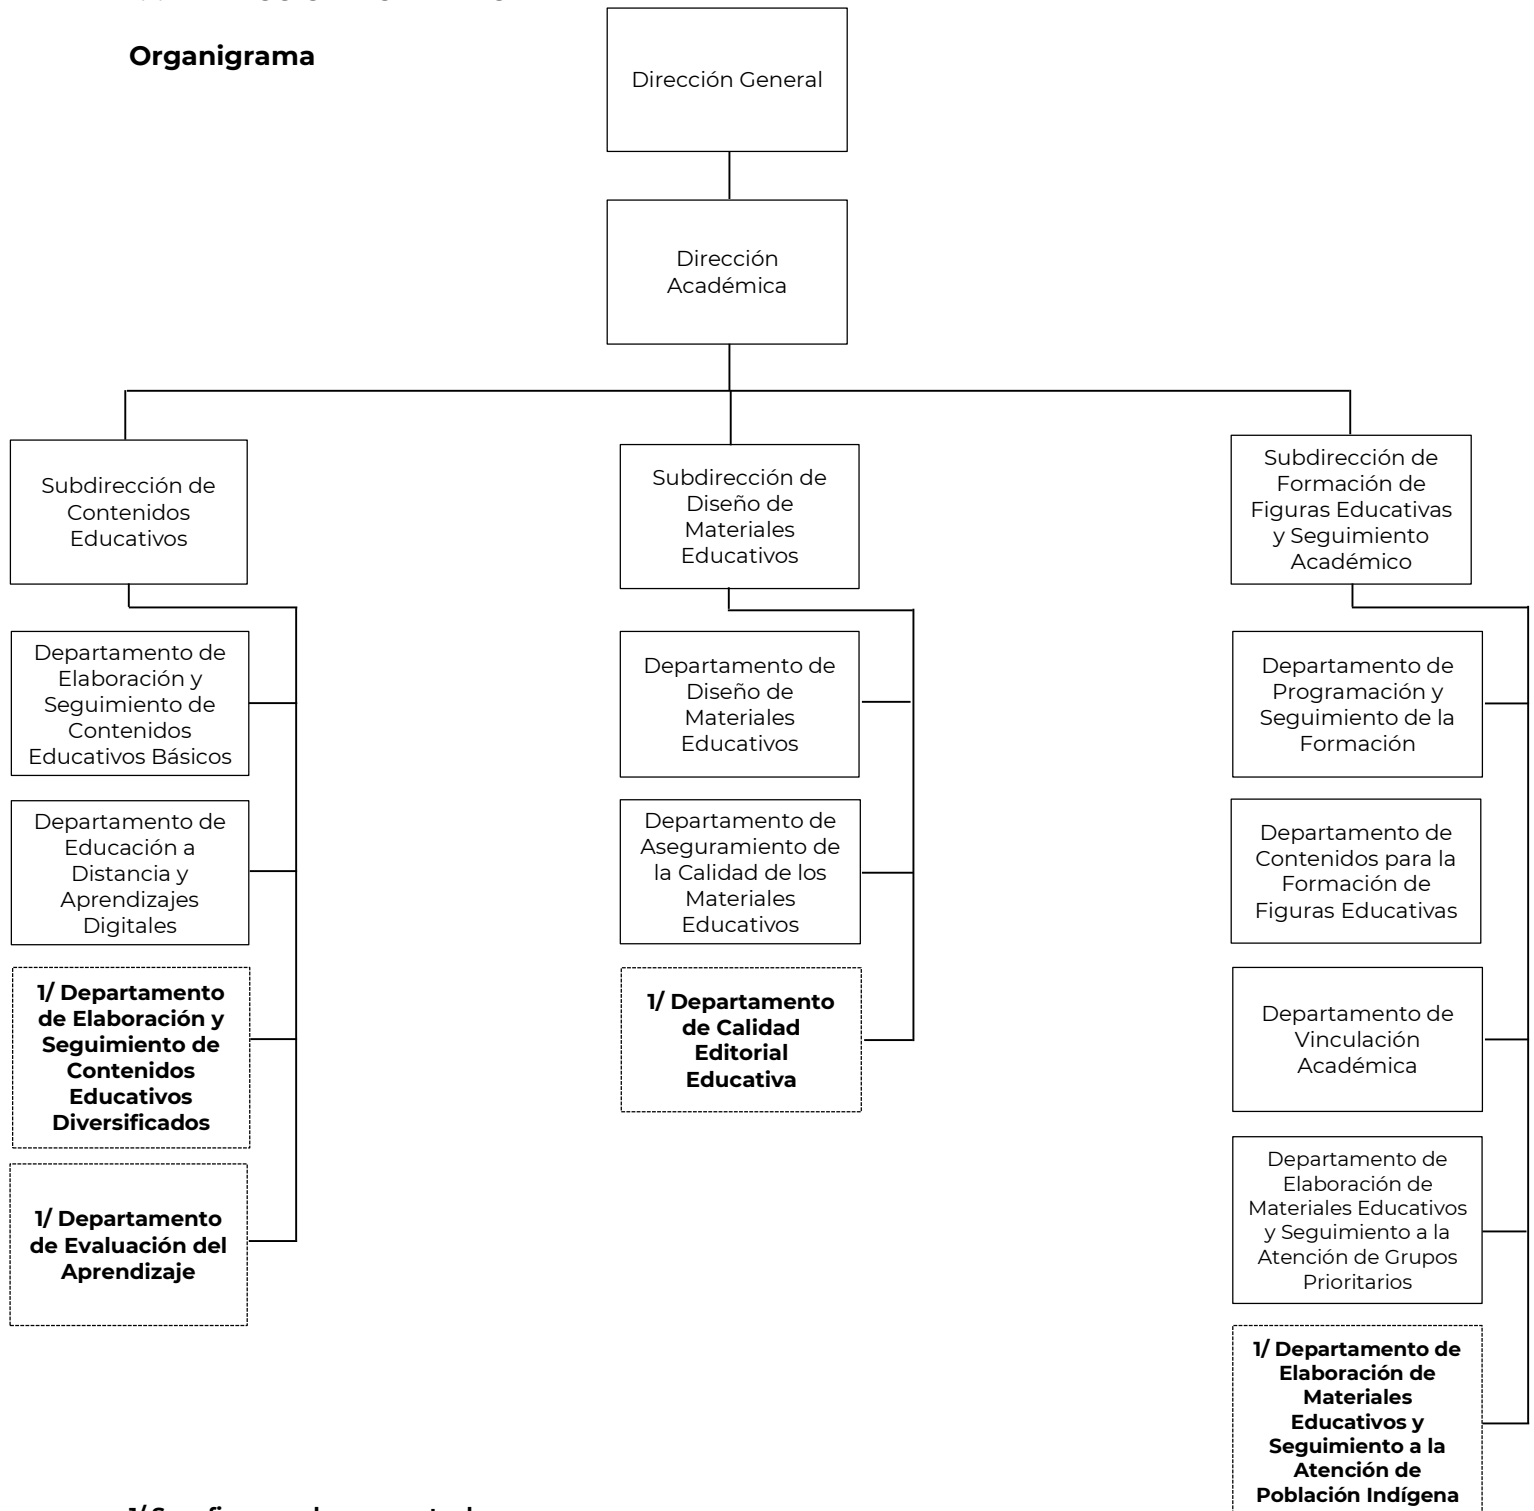 Organigrama
Dirección General
Dirección
Académica
Subdirección de
Contenidos
Educativos
Subdirección de
Diseño de
Materiales
Educativos
Subdirección de
Formación de
Figuras Educativas
y Seguimiento
Académico
Departamento de
Elaboración y
Seguimiento de
Contenidos
Educativos Básicos
Departamento de
Diseño de
Materiales
Educativos
Departamento de
Programación y
Seguimiento de la
Formación
Departamento de
Educación a
Distancia y
Aprendizajes
Digitales
Departamento de
Aseguramiento de
la Calidad de los
Materiales
Educativos
Departamento de
Contenidos para la
Formación de
Figuras Educativas
1/ Departamento
de Elaboración y
Seguimiento de
Contenidos
Educativos
Diversificados
1/ Departamento
de Calidad
Editorial
Educativa
Departamento de
Vinculación
Académica
1/ Departamento
de Evaluación del
Aprendizaje
Departamento de
Elaboración de
Materiales Educativos
y Seguimiento a la
Atención de Grupos
Prioritarios
1/ Departamento de
Elaboración de
Materiales
Educativos y
Seguimiento a la
Atención de
Población Indígena